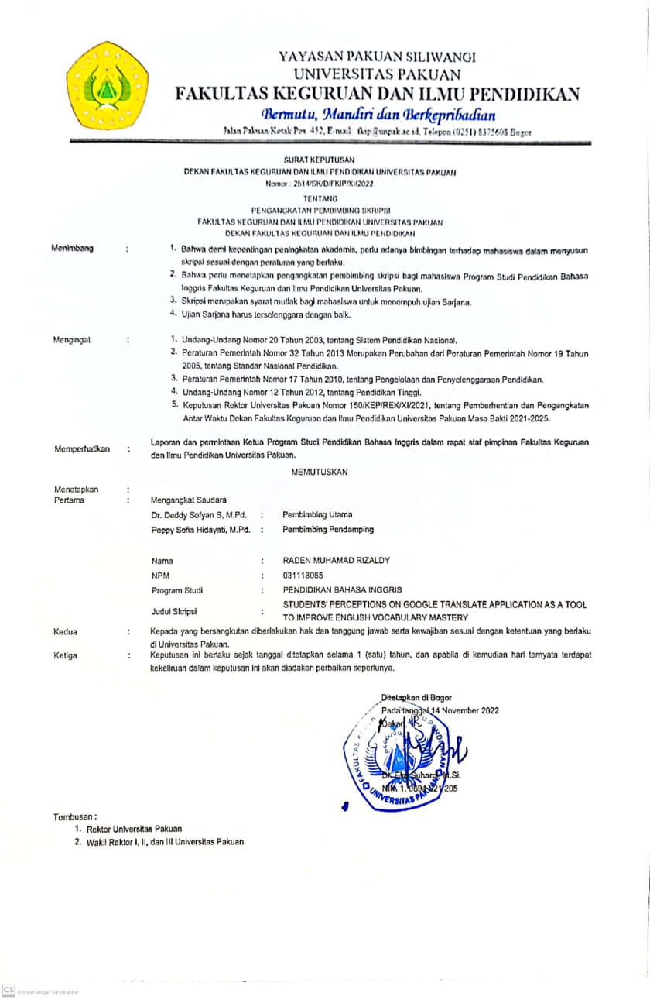 YAYASAN PAKUAN SILIWANGI
UNIVERSITAS PAKUAN
FAKULTAS KEGURUAN DAN ILMU PENDIDIKAN
Bermutu, Mandiri dan Berkepribadian
Jalan Pakuan Kotak Pos 452, E-mail: fkip@unpak.ac.id, Telepon (0251) 8375608 Bogor
SURAT KEPUTUSAN
DEKAN FAKULTAS KEGURUAN DAN ILMU PENDIDIKAN UNIVERSITAS PAKUAN
Nomor : 2514/SK/D/FKIP/XI/2022
TENTANG
PENGANGKATAN PEMBIMBING SKRIPSI
FAKULTAS KEGURUAN DAN ILMU PENDIDIKAN UNIVERSITAS PAKUAN
DEKAN FAKULTAS KEGURUAN DAN ILMU PENDIDIKAN
Menimbang : 1. Bahwa demi kepentingan peningkatan akademis, perlu adanya bimbingan terhadap mahasiswa dalam menyusun
skripsi sesuai dengan peraturan yang berlaku.
2. Bahwa perlu menetapkan pengangkatan pembimbing skripsi bagi mahasiswa Program Studi Pendidikan Bahasa
Inggris Fakultas Keguruan dan Ilmu Pendidikan Universitas Pakuan.
3. Skripsi merupakan syarat mutlak bagi mahasiswa untuk menempuh ujian Sarjana.
4. Ujian Sarjana harus terselenggara dengan baik.
Mengingat : 1. Undang-Undang Nomor 20 Tahun 2003, tentang Sistem Pendidikan Nasional.
2. Peraturan Pemerintah Nomor 32 Tahun 2013 Merupakan Perubahan dari Peraturan Pemerintah Nomor 19 Tahun
2005, tentang Standar Nasional Pendidikan.
3. Peraturan Pemerintah Nomor 17 Tahun 2010, tentang Pengelolaan dan Penyelenggaraan Pendidikan.
4. Undang-Undang Nomor 12 Tahun 2012, tentang Pendidikan Tinggi.
5. Keputusan Rektor Universitas Pakuan Nomor 150/KEP/REK/XI/2021, tentang Pemberhentian dan Pengangkatan
Antar Waktu Dekan Fakultas Keguruan dan Ilmu Pendidikan Universitas Pakuan Masa Bakti 2021-2025.
Memperhatikan : Laporan dan permintaan Ketua Program Studi Pendidikan Bahasa Inggris dalam rapat staf pimpinan Fakultas Keguruan
dan Ilmu Pendidikan Universitas Pakuan.
MEMUTUSKAN
Menetapkan :
Pertama : Mengangkat Saudara
Dr. Deddy Sofyan S, M.Pd. : Pembimbing Utama
Poppy Sofia Hidayati, M.Pd. : Pembimbing Pendamping
Nama : RADEN MUHAMAD RIZALDY
NPM : 031118085
Program Studi : PENDIDIKAN BAHASA INGGRIS
Judul Skripsi : STUDENTS' PERCEPTIONS ON GOOGLE TRANSLATE APPLICATION AS A TOOL
TO IMPROVE ENGLISH VOCABULARY MASTERY
Kedua : Kepada yang bersangkutan diberlakukan hak dan tanggung jawab serta kewajiban sesuai dengan ketentuan yang berlaku
di Universitas Pakuan.
Ketiga : Keputusan ini berlaku sejak tanggal ditetapkan selama 1 (satu) tahun, dan apabila di kemudian hari ternyata terdapat
kekeliruan dalam keputusan ini akan diadakan perbaikan seperlunya.
Ditetapkan di Bogor
Pada tanggal 14 November 2022
Dekan
Suhardi, M.Si.
NIK 205
UNIVERSITAS PAKUAN
Tembusan :
1. Rektor Universitas Pakuan
2. Wakil Rektor I, II, dan III Universitas Pakuan
CS Dipindai dengan CamScanner